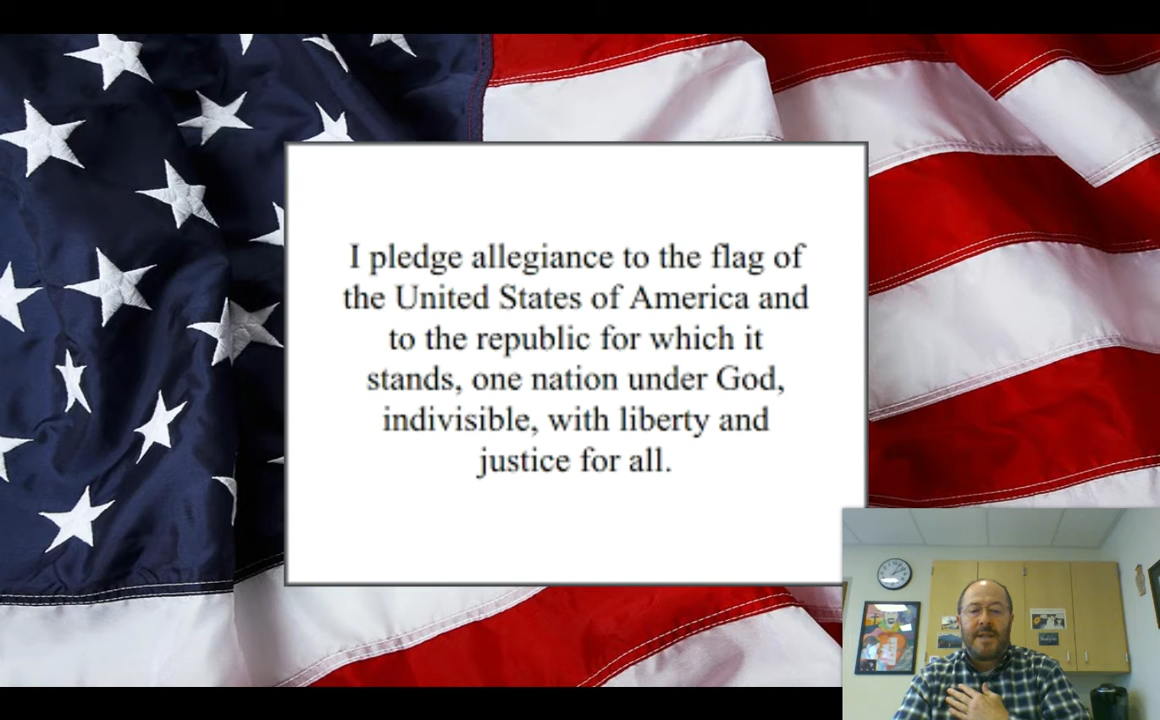 I pledge allegiance to the flag of
the United States of America and
to the republic for which it
stands, one nation under God,
indivisible, with liberty and
justice for all.